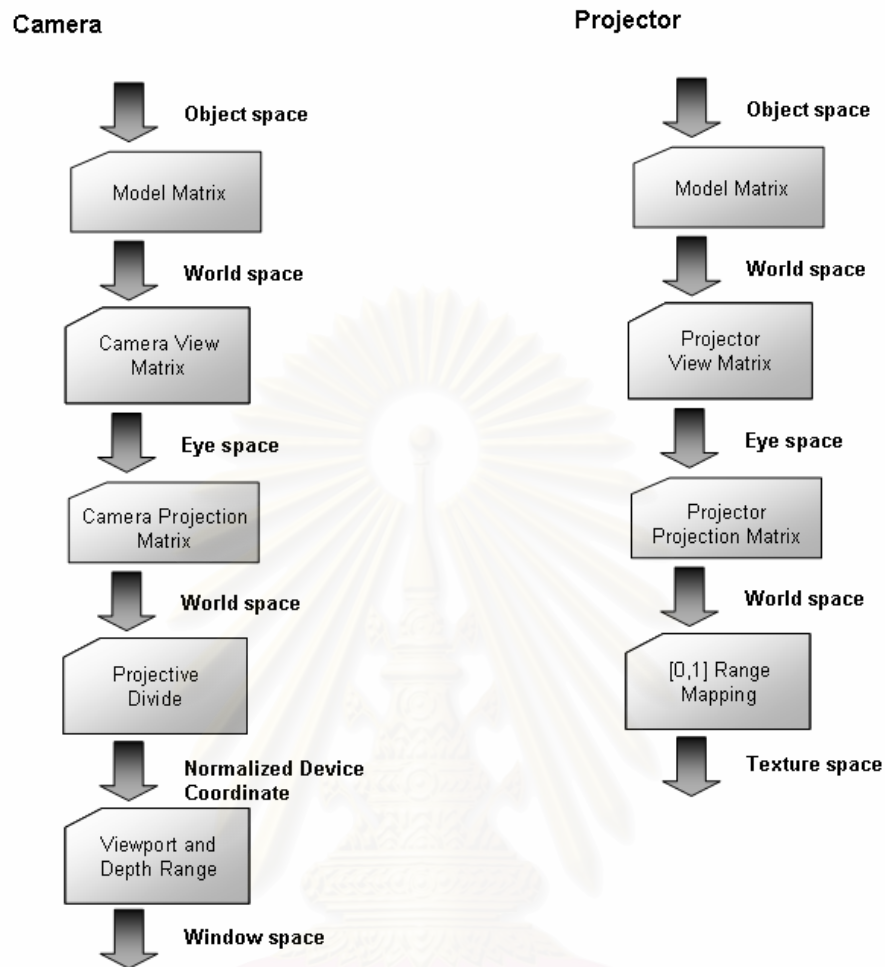 Camera
Object space
Model Matrix
World space
Camera View
Matrix
Eye space
Camera Projection
Matrix
World space
Projective
Divide
Normalized Device
Coordinate
Viewport and
Depth Range
Window space
Projector
Object space
Model Matrix
World space
Projector
View Matrix
Eye space
Projector
Projection Matrix
World space
[0,1] Range
Mapping
Texture space